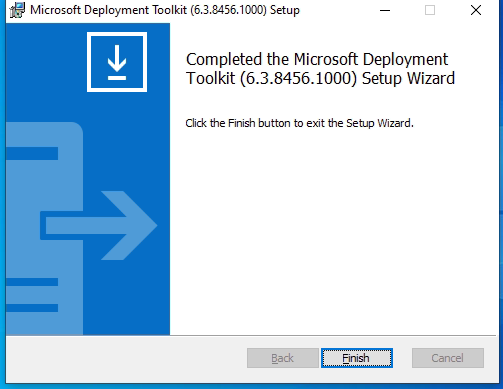 Microsoft Deployment Toolkit (6.3.8456.1000) Setup
Completed the Microsoft Deployment
Toolkit (6.3.8456.1000) Setup Wizard
Click the Finish button to exit the Setup Wizard.
Back
Finish
Cancel